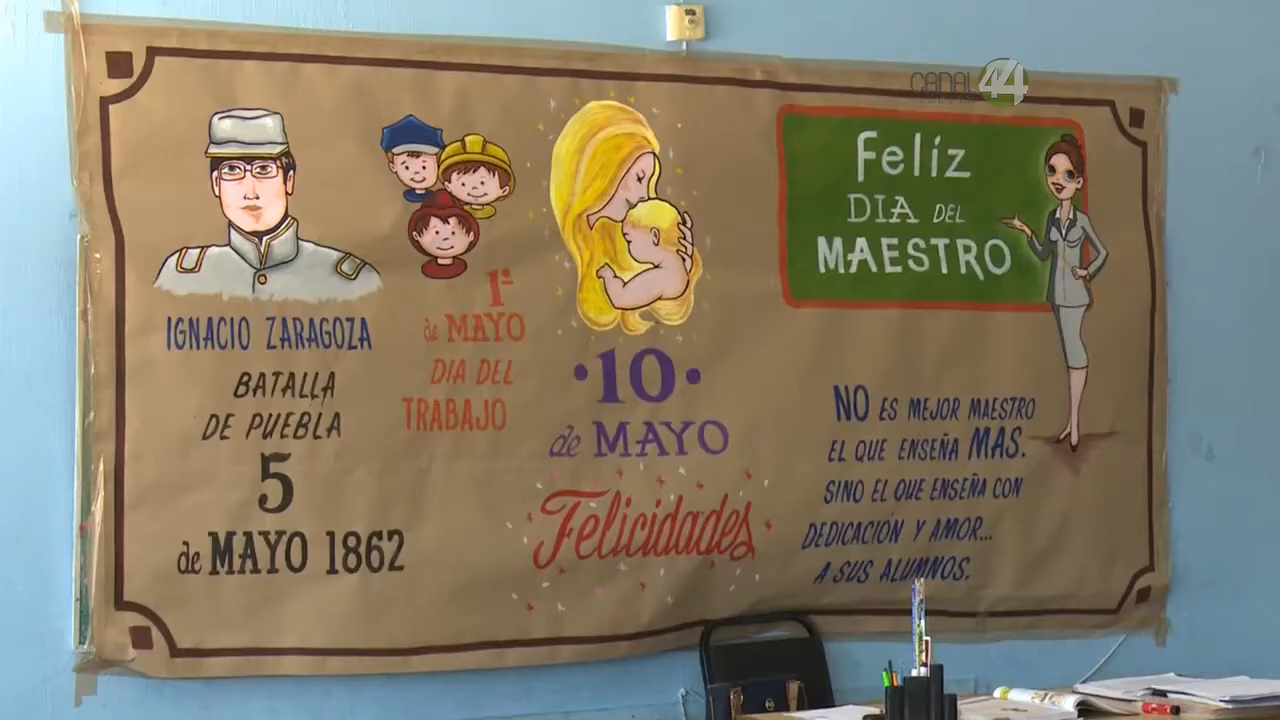 CANAL 44
IGNACIO ZARAGOZA
BATALLA
DE PUEBLA
5
de MAYO 1862
1º
de MAYO
DIA DEL
TRABAJO
•10•
de MAYO
Felicidades
Felíz
DIA DEL
MAESTRO
NO ES MEJOR MAESTRO
EL QUE ENSEÑA MAS.
SINO EL QUE ENSEÑA CON
DEDICACIÓN Y AMOR...
A SUS ALUMNOS.